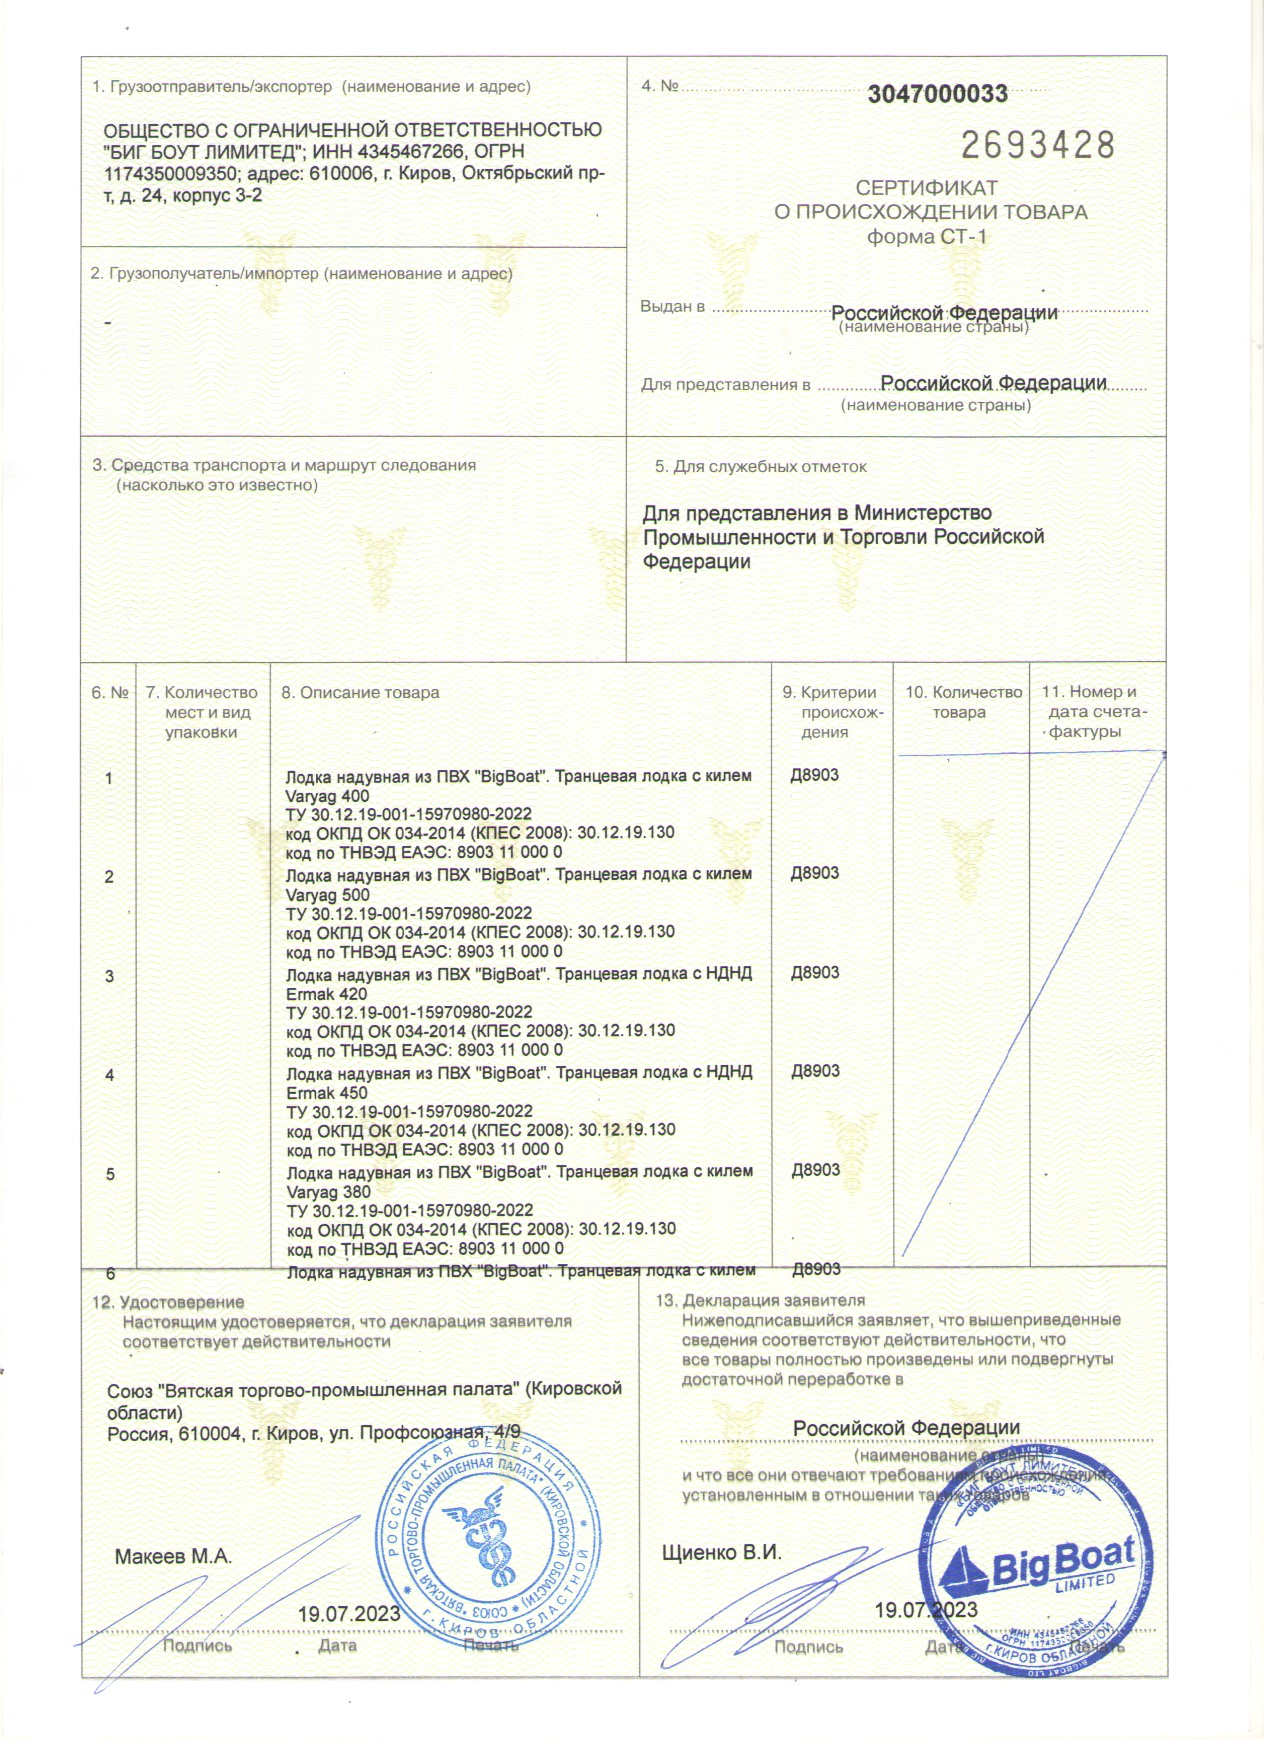 1. Грузоотправитель/экспортер (наименование и адрес)
ОБЩЕСТВО С ОГРАНИЧЕННОЙ ОТВЕТСТВЕННОСТЬЮ
"БИГ БОУТ ЛИМИТЕД"; ИНН 4345467266, ОГРН
1174350009350; адрес: 610006, г. Киров, Октябрьский пр-
т, д. 24, корпус 3-2
4. № 3047000033
2693428
СЕРТИФИКАТ
О ПРОИСХОЖДЕНИИ ТОВАРА
форма СТ-1
2. Грузополучатель/импортер (наименование и адрес)
-
Выдан в Российской Федерации
(наименование страны)
Для представления в Российской Федерации
(наименование страны)
3. Средства транспорта и маршрут следования
(насколько это известно)
5. Для служебных отметок
Для представления в Министерство
Промышленности и Торговли Российской
Федерации
6. №
7. Количество
мест и вид
упаковки
8. Описание товара
9. Критерии
происхож-
дения
10. Количество
товара
11. Номер и
дата счета-
фактуры
1 Лодка надувная из ПВХ "BigBoat". Транцевая лодка с килем Д8903
Varyag 400
ТУ 30.12.19-001-15970980-2022
код ОКПД ОК 034-2014 (КПЕС 2008): 30.12.19.130
код по ТНВЭД ЕАЭС: 8903 11 000 0
2 Лодка надувная из ПВХ "BigBoat". Транцевая лодка с килем Д8903
Varyag 500
ТУ 30.12.19-001-15970980-2022
код ОКПД ОК 034-2014 (КПЕС 2008): 30.12.19.130
код по ТНВЭД ЕАЭС: 8903 11 000 0
3 Лодка надувная из ПВХ "BigBoat". Транцевая лодка с НДНД Д8903
Ermak 420
ТУ 30.12.19-001-15970980-2022
код ОКПД ОК 034-2014 (КПЕС 2008): 30.12.19.130
код по ТНВЭД ЕАЭС: 8903 11 000 0
4 Лодка надувная из ПВХ "BigBoat". Транцевая лодка с НДНД Д8903
Ermak 450
ТУ 30.12.19-001-15970980-2022
код ОКПД ОК 034-2014 (КПЕС 2008): 30.12.19.130
код по ТНВЭД ЕАЭС: 8903 11 000 0
5 Лодка надувная из ПВХ "BigBoat". Транцевая лодка с килем Д8903
Varyag 380
ТУ 30.12.19-001-15970980-2022
код ОКПД ОК 034-2014 (КПЕС 2008): 30.12.19.130
код по ТНВЭД ЕАЭС: 8903 11 000 0
6 Лодка надувная из ПВХ "BigBoat". Транцевая лодка с килем Д8903
12. Удостоверение
Настоящим удостоверяется, что декларация заявителя
соответствует действительности
Союз "Вятская торгово-промышленная палата" (Кировской
области)
Россия, 610004, г. Киров, ул. Профсоюзная, 4/9
РОССИЙСКАЯ ФЕДЕРАЦИЯ * Г. КИРОВ ОБЛАСТНОЙ *
СОЮЗ "ВЯТСКАЯ ТОРГОВО-ПРОМЫШЛЕННАЯ ПАЛАТА" (КИРОВСКОЙ ОБЛАСТИ) *
Макеев М.А.
19.07.2023
Подпись Дата Печать
13. Декларация заявителя
Нижеподписавшийся заявляет, что вышеприведенные
сведения соответствуют действительности, что
все товары полностью произведены или подвергнуты
достаточной переработке в
Российской Федерации
(наименование страны)
и что все они отвечают требованиям происхождения,
установленным в отношении таких товаров
"БИГ БОУТ ЛИМИТЕД"
BigBoat
LIMITED
ИНН 4345467266
ОГРН 1174350009350
г. КИРОВ ОБЛАСТНОЙ
Щиенко В.И.
19.07.2023
Подпись Дата Печать